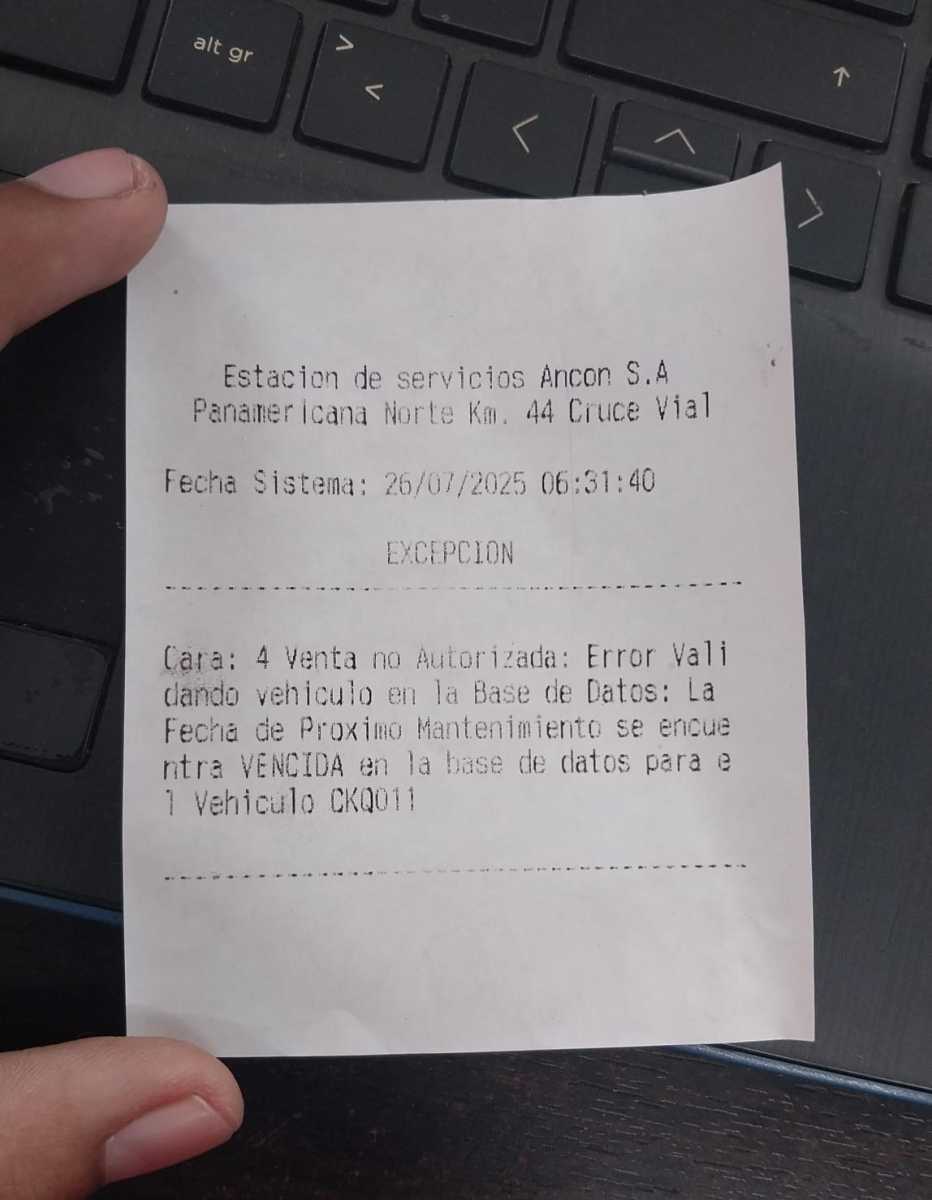 alt gr
>
<
↑
<
^
>
Estacion de servicios Ancon S.A
Panamericana Norte Km. 44 Cruce Vial
Fecha Sistema: 26/07/2025 06:31:40
EXCEPCION
Cara: 4 Venta no Autorizada: Error Vali
dando vehiculo en la Base de Datos: La
Fecha de Proximo Mantenimiento se encue
ntra VENCIDA en la base de datos para e
l Vehiculo CKQ011